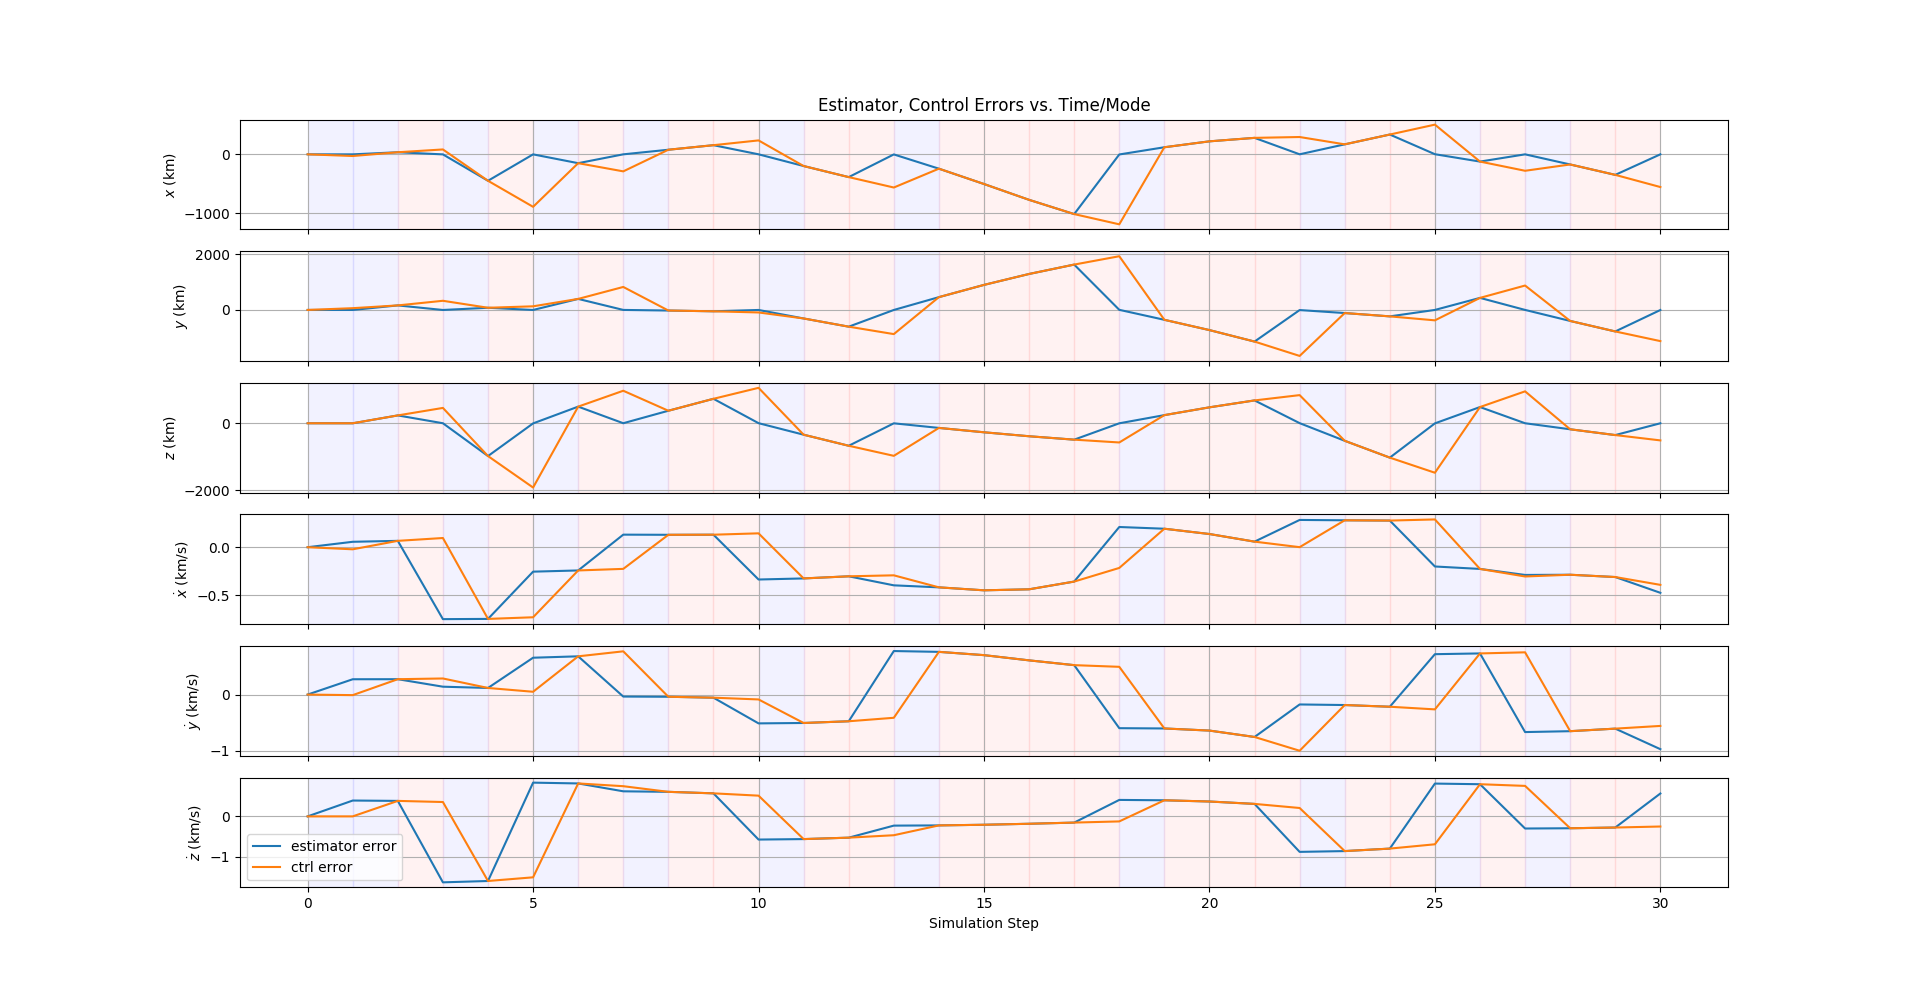 Estimator, Control Errors vs. Time/Mode
x (km)
0
−1000
y (km)
2000
0
z (km)
0
−2000
ẋ (km/s)
0.0
−0.5
ẏ (km/s)
0
−1
ż (km/s)
0
−1
estimator error
ctrl error
0 5 10 15 20 25 30
Simulation Step